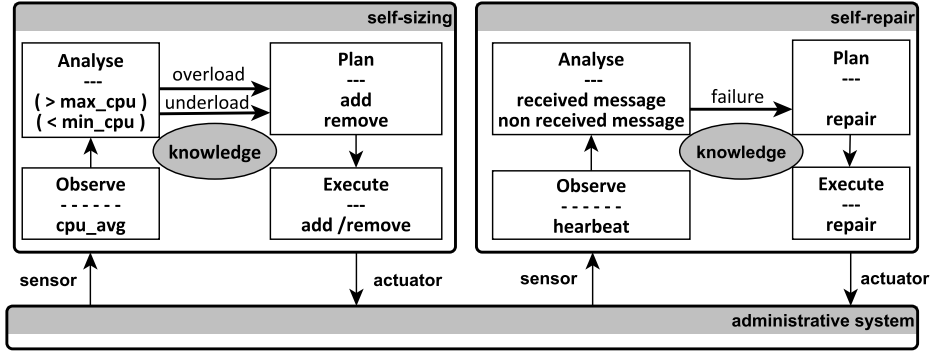 self-sizing
Analyse
---
( > max_cpu )
( < min_cpu )
overload
underload
Plan
---
add
remove
knowledge
Observe
- - - - - -
cpu_avg
Execute
---
add /remove
self-repair
Analyse
---
received message
non received message
failure
Plan
---
repair
knowledge
Observe
- - - - - -
hearbeat
Execute
---
repair
sensor
actuator
sensor
actuator
administrative system